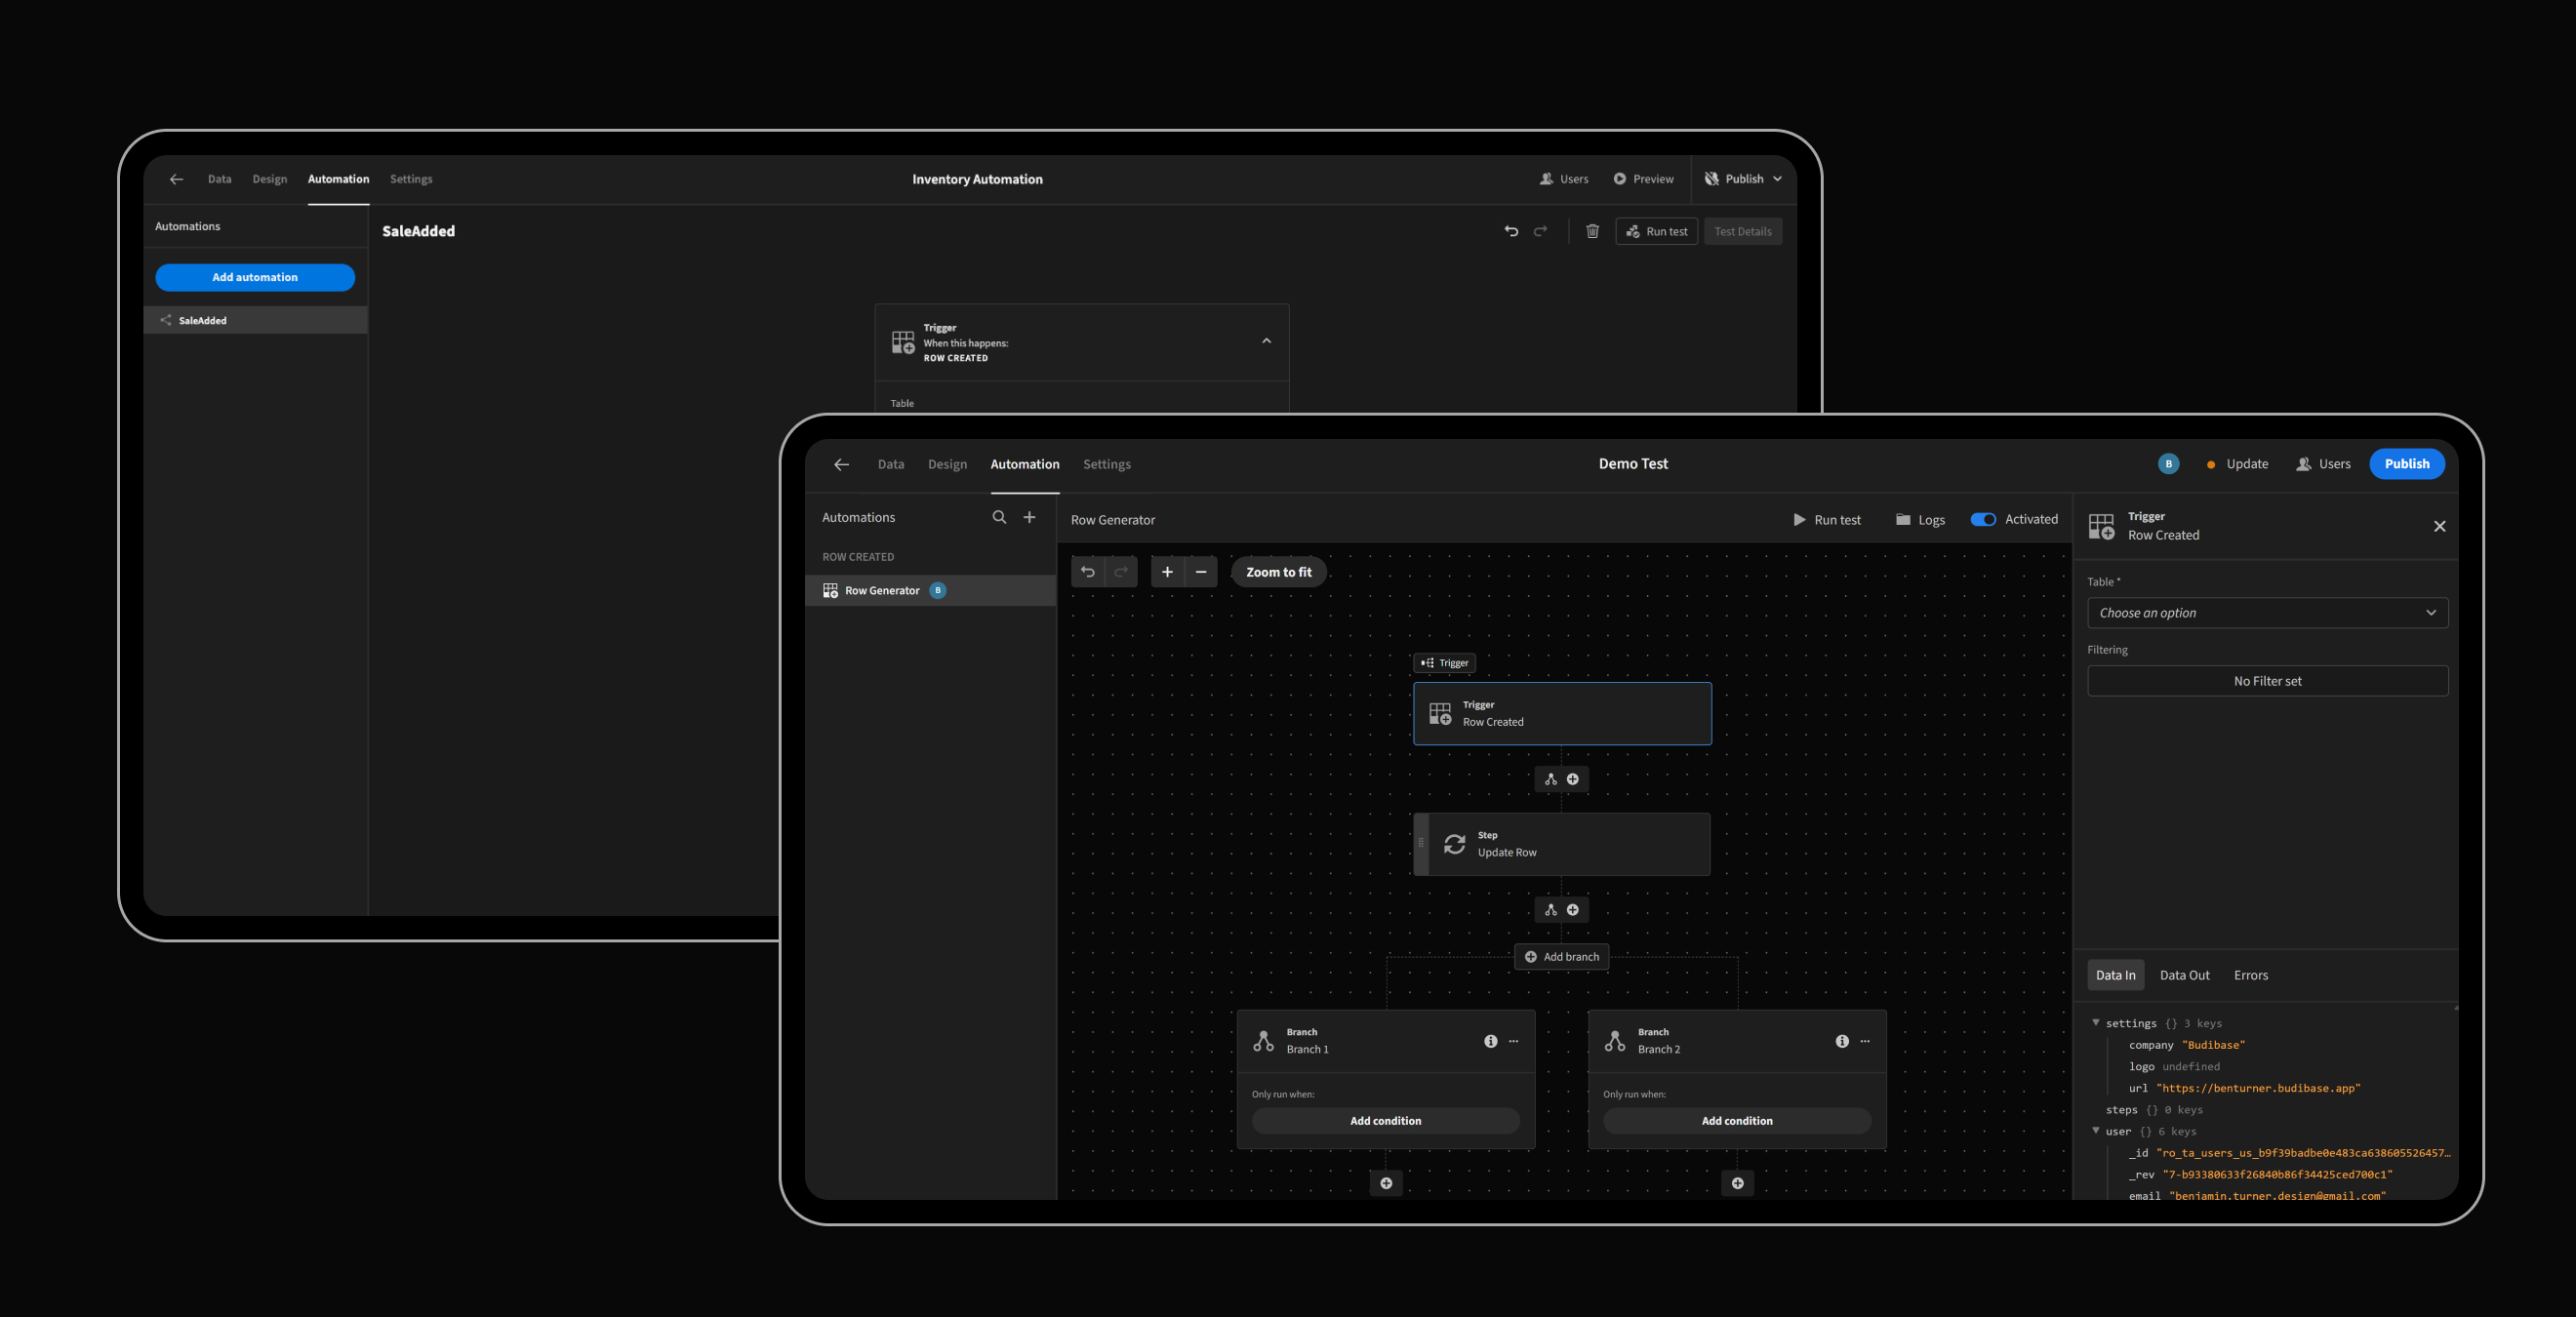 Data Design Automation Settings
Inventory Automation
Users Preview Publish
Automations
Add automation
SaleAdded
SaleAdded
Run test Test Details
Trigger
When this happens:
ROW CREATED
Table
Data Design Automation Settings
Demo Test
B Update Users Publish
Automations
ROW CREATED
Row Generator B
Row Generator
Run test Logs Activated
Zoom to fit
Trigger
Trigger
Row Created
Step
Update Row
Add branch
Branch
Branch 1
Only run when:
Add condition
Branch
Branch 2
Only run when:
Add condition
Trigger
Row Created
Table *
Choose an option
Filtering
No Filter set
Data In Data Out Errors
settings {} 3 keys
company "Budibase"
logo undefined
url "https://benturner.budibase.app"
steps {} 0 keys
user {} 6 keys
_id "ro_ta_users_us_b9f39badbe0e483ca638605526457…
_rev "7-b93380633f26840b86f34425ced700c1"
email "benjamin.turner.design@gmail.com"